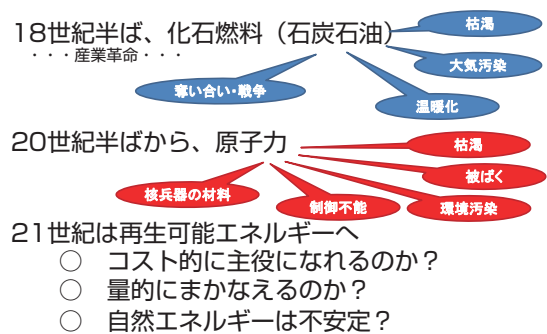 18世紀半ば、化石燃料（石炭石油）
・・・産業革命・・・
枯渇
大気汚染
奪い合い・戦争
温暖化
20世紀半ばから、原子力
枯渇
被ばく
核兵器の材料
制御不能
環境汚染
21世紀は再生可能エネルギーへ
○ コスト的に主役になれるのか？
○ 量的にまかなえるのか？
○ 自然エネルギーは不安定？